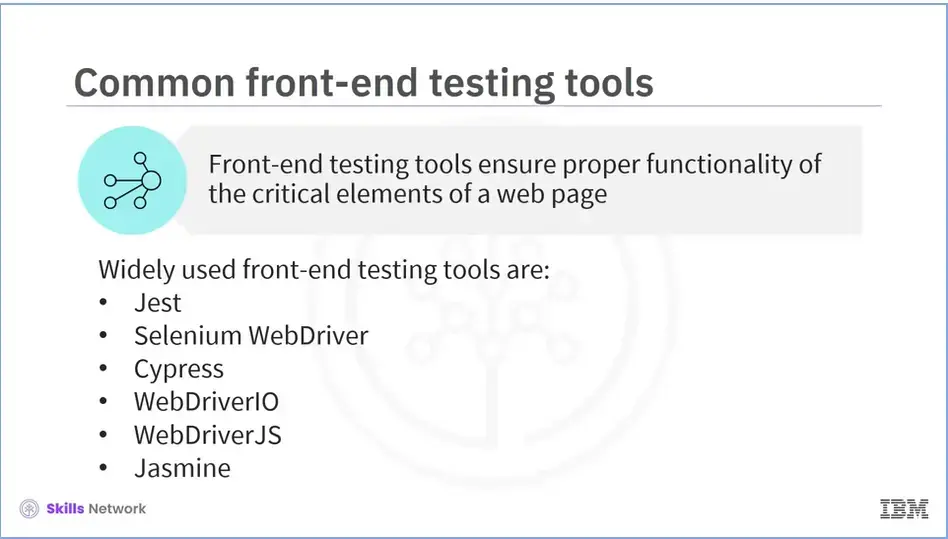 Common front-end testing tools
Front-end testing tools ensure proper functionality of
the critical elements of a web page
Widely used front-end testing tools are:
• Jest
• Selenium WebDriver
• Cypress
• WebDriverIO
• WebDriverJS
• Jasmine
Skills Network
IBM